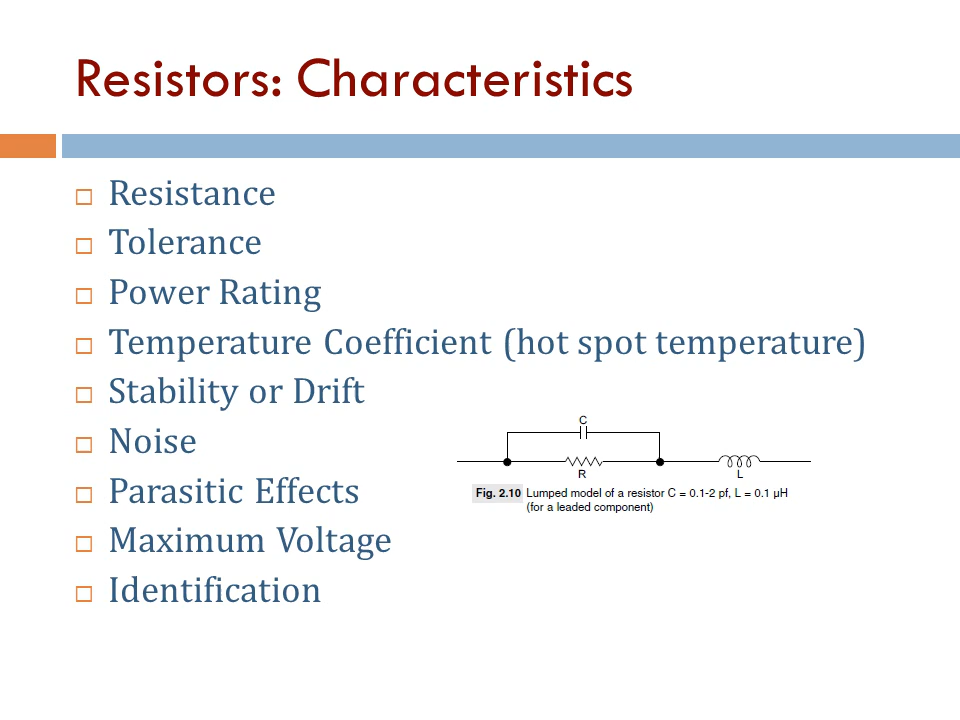 Resistors: Characteristics
Resistance
Tolerance
Power Rating
Temperature Coefficient (hot spot temperature)
Stability or Drift
Noise
Parasitic Effects
Maximum Voltage
Identification
C
R
L
Fig. 2.10 Lumped model of a resistor C = 0.1-2 pf, L = 0.1 µH
(for a leaded component)